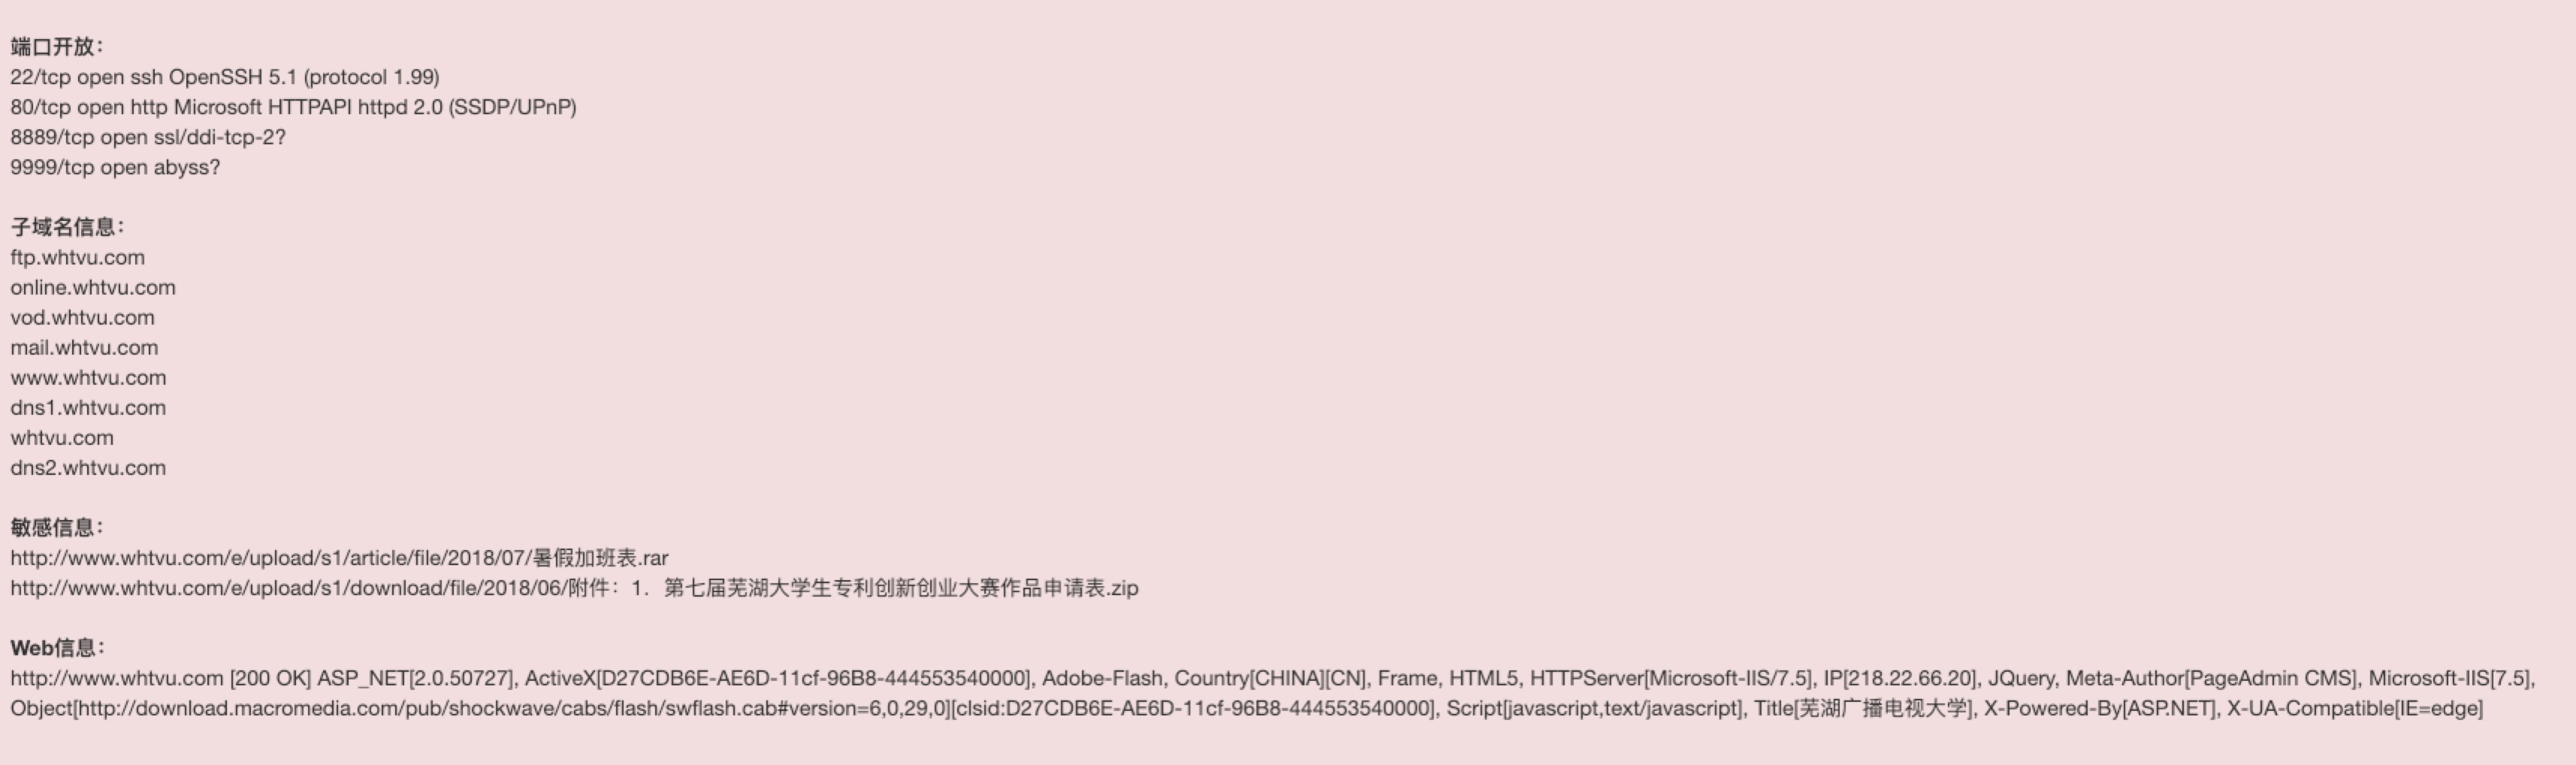 端口开放：
22/tcp open ssh OpenSSH 5.1 (protocol 1.99)
80/tcp open http Microsoft HTTPAPI httpd 2.0 (SSDP/UPnP)
8889/tcp open ssl/ddi-tcp-2?
9999/tcp open abyss?
子域名信息：
ftp.whtvu.com
online.whtvu.com
vod.whtvu.com
mail.whtvu.com
www.whtvu.com
dns1.whtvu.com
whtvu.com
dns2.whtvu.com
敏感信息：
http://www.whtvu.com/e/upload/s1/article/file/2018/07/暑假加班表.rar
http://www.whtvu.com/e/upload/s1/download/file/2018/06/附件：1．第七届芜湖大学生专利创新创业大赛作品申请表.zip
Web信息：
http://www.whtvu.com [200 OK] ASP_NET[2.0.50727], ActiveX[D27CDB6E-AE6D-11cf-96B8-444553540000], Adobe-Flash, Country[CHINA][CN], Frame, HTML5, HTTPServer[Microsoft-IIS/7.5], IP[218.22.66.20], JQuery, Meta-Author[PageAdmin CMS], Microsoft-IIS[7.5],
Object[http://download.macromedia.com/pub/shockwave/cabs/flash/swflash.cab#version=6,0,29,0][clsid:D27CDB6E-AE6D-11cf-96B8-444553540000], Script[javascript,text/javascript], Title[芜湖广播电视大学], X-Powered-By[ASP.NET], X-UA-Compatible[IE=edge]